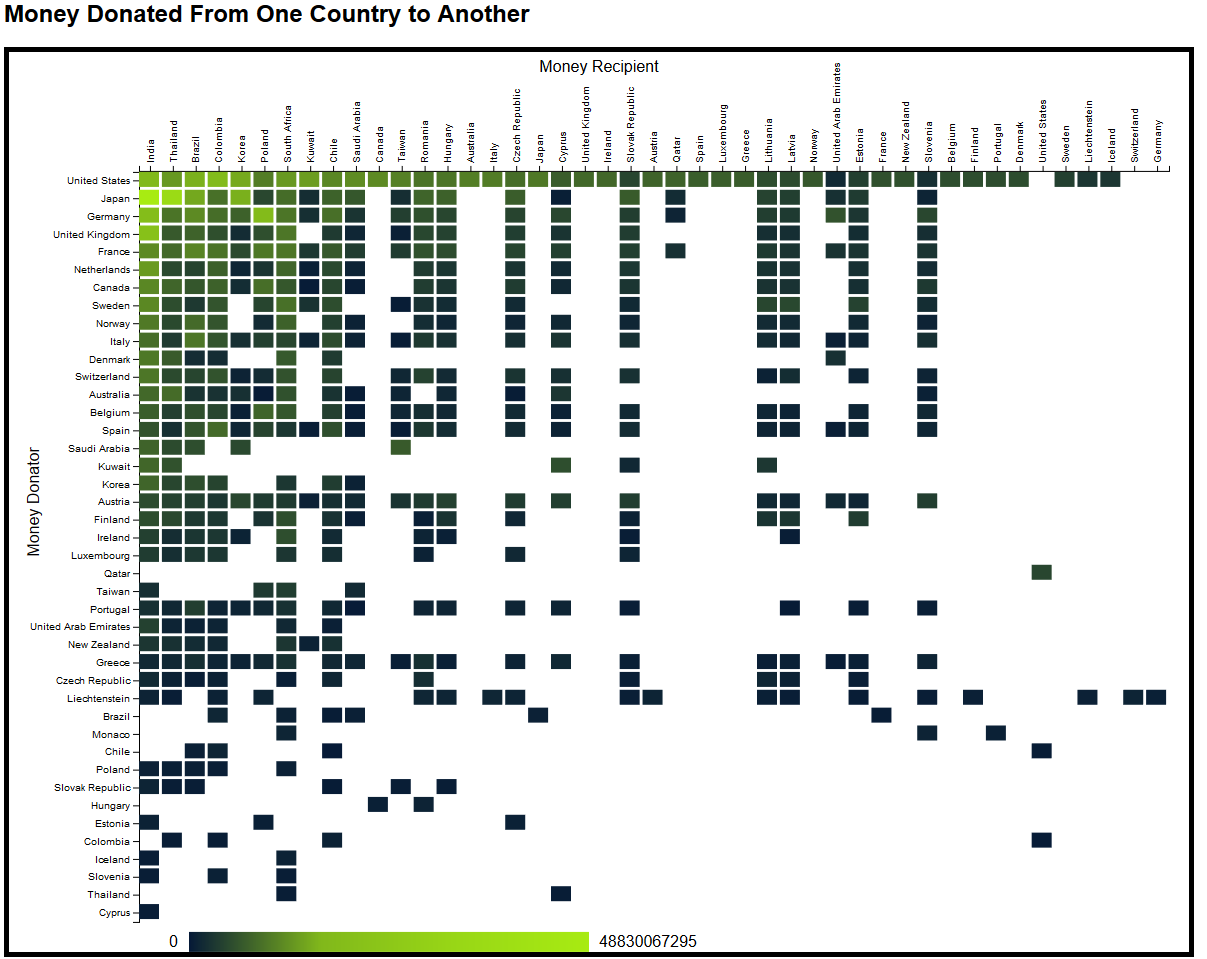 Money Donated From One Country to Another
Money Recipient
India
Thailand
Brazil
Colombia
Korea
Poland
South Africa
Kuwait
Chile
Saudi Arabia
Canada
Taiwan
Romania
Hungary
Australia
Italy
Czech Republic
Japan
Cyprus
United Kingdom
Ireland
Slovak Republic
Austria
Qatar
Spain
Luxembourg
Greece
Lithuania
Latvia
Norway
United Arab Emirates
Estonia
France
New Zealand
Slovenia
Belgium
Finland
Portugal
Denmark
United States
Sweden
Liechtenstein
Iceland
Switzerland
Germany
Money Donator
United States
Japan
Germany
United Kingdom
France
Netherlands
Canada
Sweden
Norway
Italy
Denmark
Switzerland
Australia
Belgium
Spain
Saudi Arabia
Kuwait
Korea
Austria
Finland
Ireland
Luxembourg
Qatar
Taiwan
Portugal
United Arab Emirates
New Zealand
Greece
Czech Republic
Liechtenstein
Brazil
Monaco
Chile
Poland
Slovak Republic
Hungary
Estonia
Colombia
Iceland
Slovenia
Thailand
Cyprus
0 48830067295